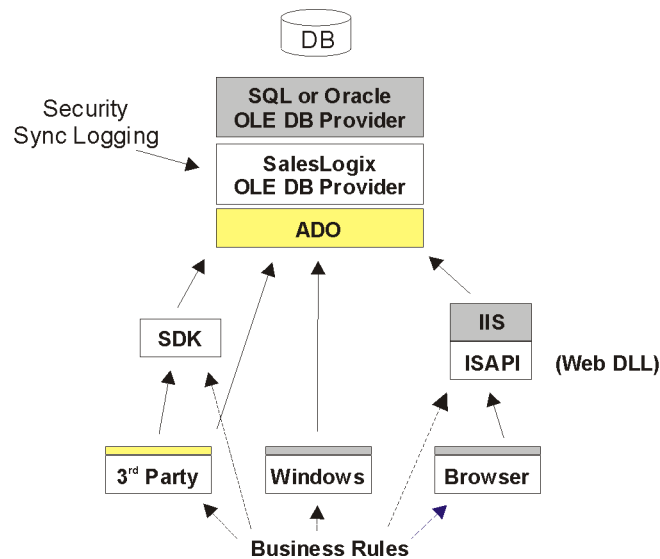 DB
SQL or Oracle
OLE DB Provider
Security
Sync Logging
SalesLogix
OLE DB Provider
ADO
SDK
IIS
ISAPI
(Web DLL)
3rd Party
Windows
Browser
Business Rules